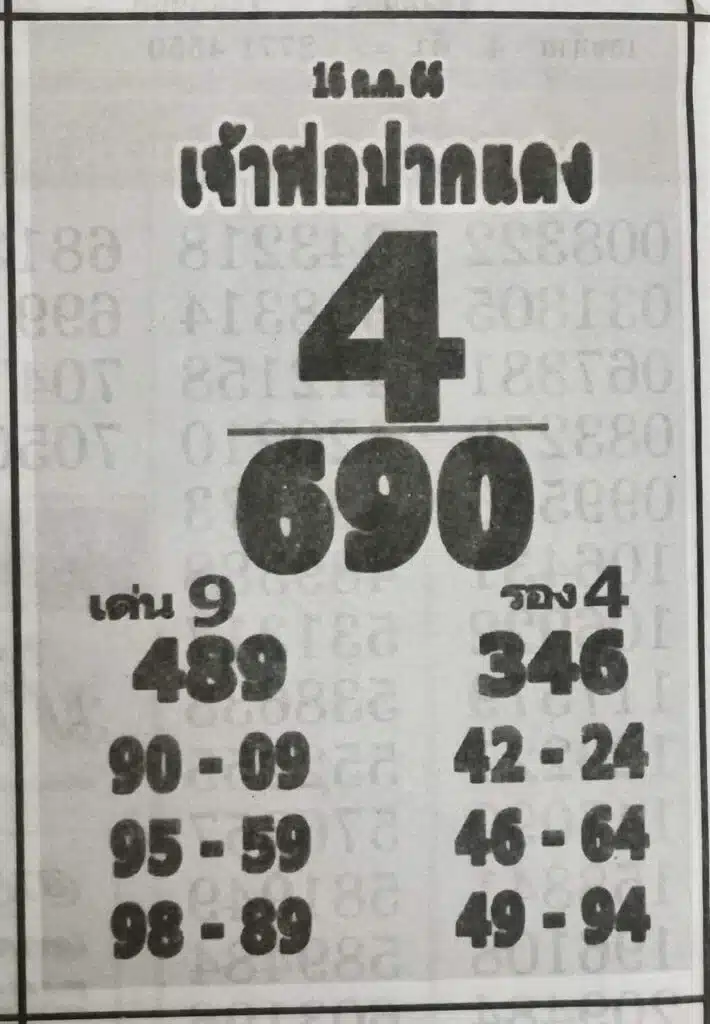 16 ต.ค. 66
เจ้าพ่อปากแดง
4
690
เด่น 9 รอง 4
489 346
90 - 09 42 - 24
95 - 59 46 - 64
98 - 89 49 - 94